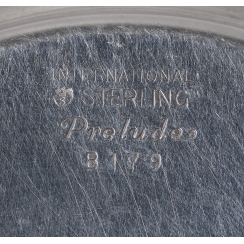 INTERNATIONAL
STERLING
Prelude
B179